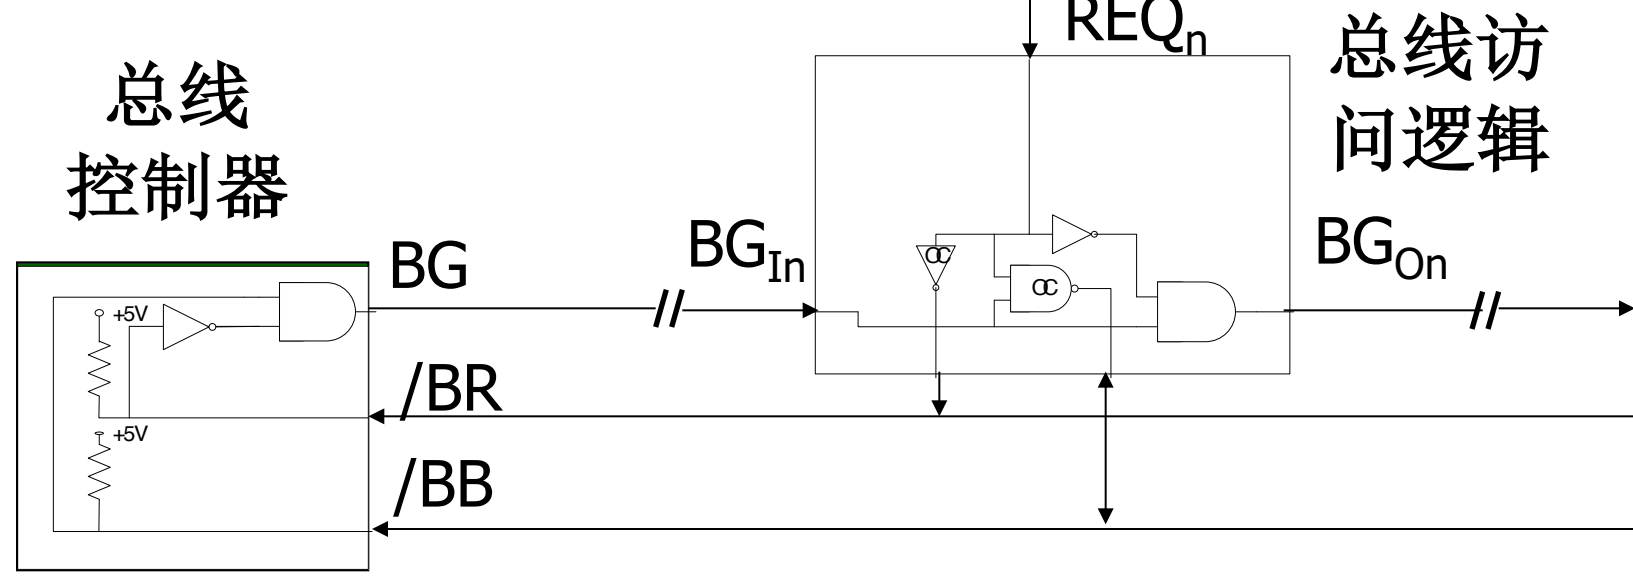 REQn
总线访
问逻辑
总线
控制器
BG
BGIn
BGOn
OC
OC
+5V
/BR
+5V
/BB